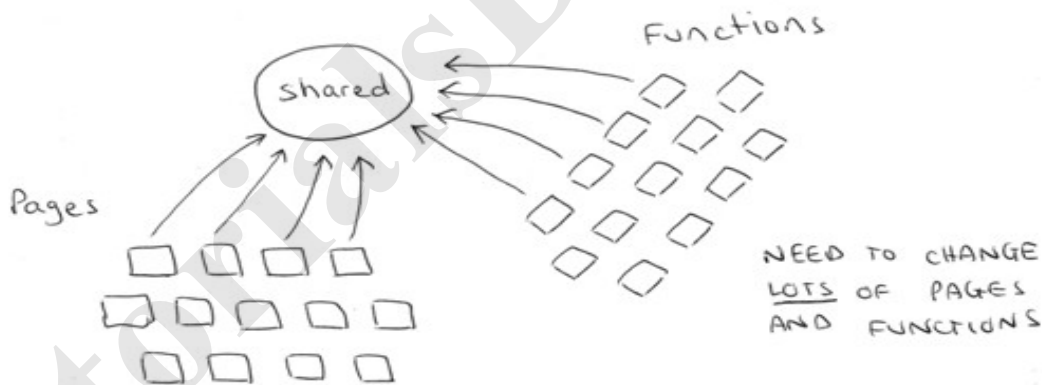 Functions
shared
Pages
NEED TO CHANGE
LOTS OF PAGES
AND FUNCTIONS